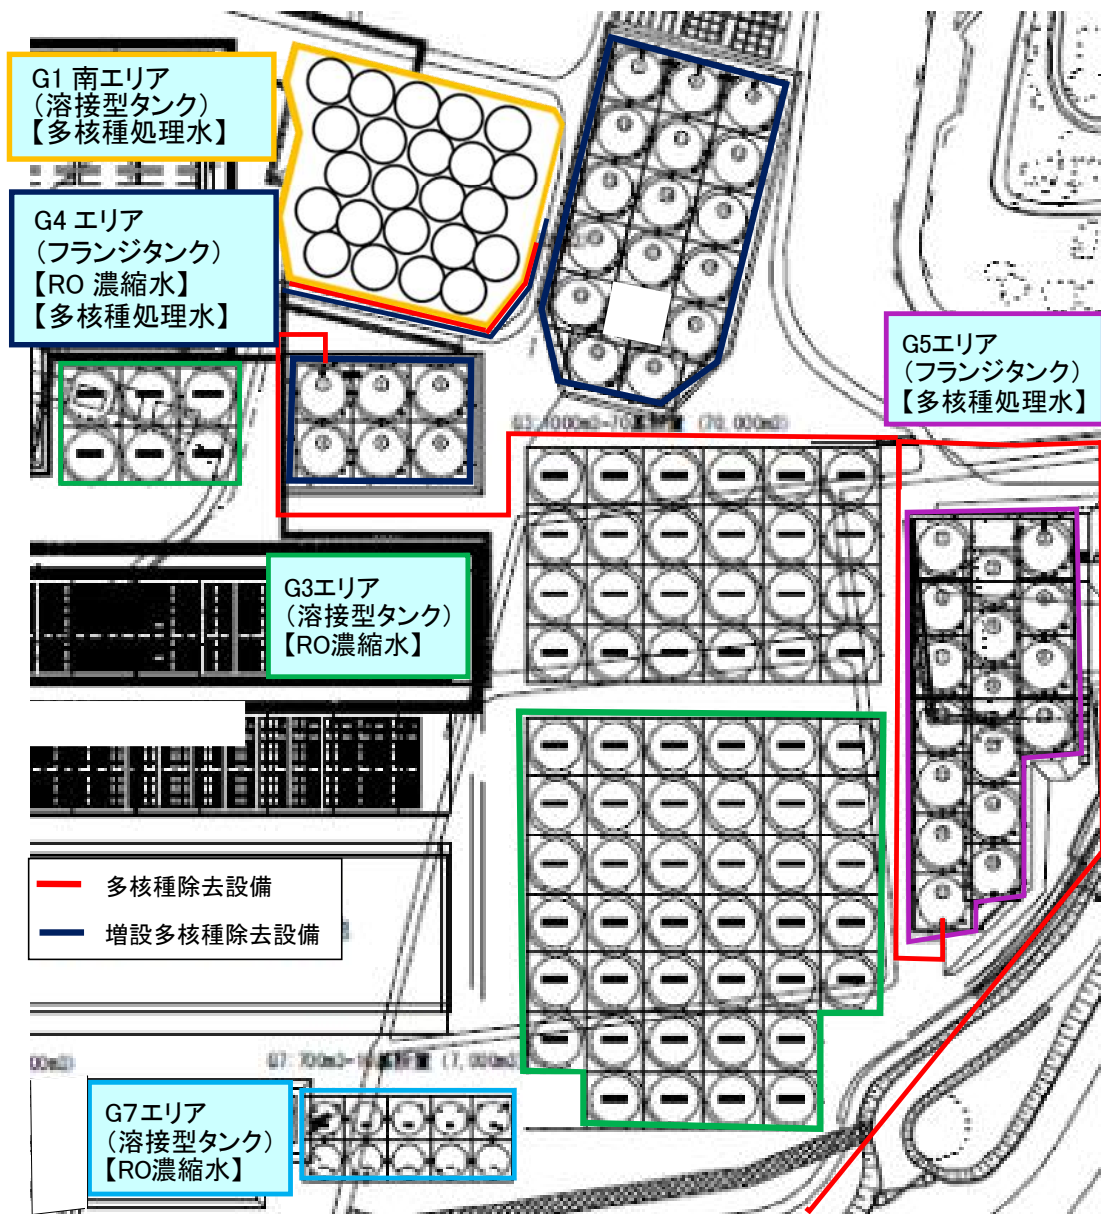 G1 南エリア
(溶接型タンク)
【多核種処理水】
G4 エリア
(フランジタンク)
【RO 濃縮水】
【多核種処理水】
G5エリア
(フランジタンク)
【多核種処理水】
G3エリア
(溶接型タンク)
【RO濃縮水】
多核種除去設備
増設多核種除去設備
G7エリア
(溶接型タンク)
【RO濃縮水】